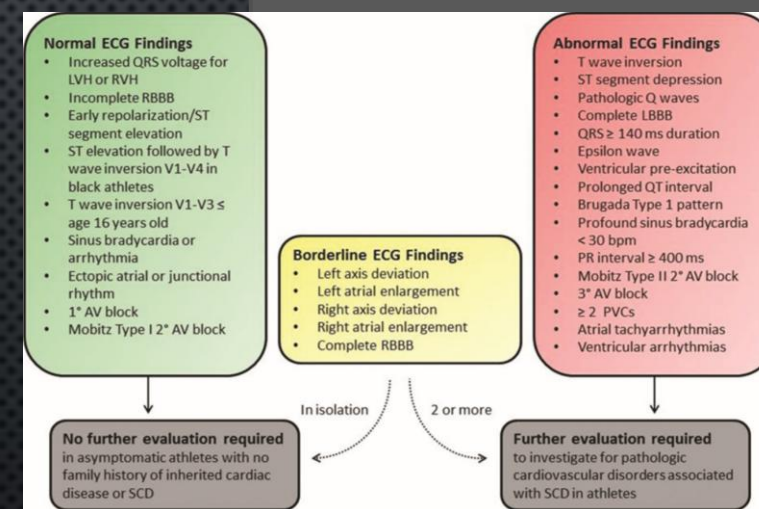 Normal ECG Findings
• Increased QRS voltage for
LVH or RVH
• Incomplete RBBB
• Early repolarization/ST
segment elevation
• ST elevation followed by T
wave inversion V1-V4 in
black athletes
• T wave inversion V1-V3 ≤
age 16 years old
• Sinus bradycardia or
arrhythmia
• Ectopic atrial or junctional
rhythm
• 1° AV block
• Mobitz Type I 2° AV block
Borderline ECG Findings
• Left axis deviation
• Left atrial enlargement
• Right axis deviation
• Right atrial enlargement
• Complete RBBB
Abnormal ECG Findings
• T wave inversion
• ST segment depression
• Pathologic Q waves
• Complete LBBB
• QRS ≥ 140 ms duration
• Epsilon wave
• Ventricular pre-excitation
• Prolonged QT interval
• Brugada Type 1 pattern
• Profound sinus bradycardia
< 30 bpm
• PR interval ≥ 400 ms
• Mobitz Type II 2° AV block
• 3° AV block
• ≥ 2 PVCs
• Atrial tachyarrhythmias
• Ventricular arrhythmias
In isolation
2 or more
No further evaluation required
in asymptomatic athletes with no
family history of inherited cardiac
disease or SCD
Further evaluation required
to investigate for pathologic
cardiovascular disorders associated
with SCD in athletes